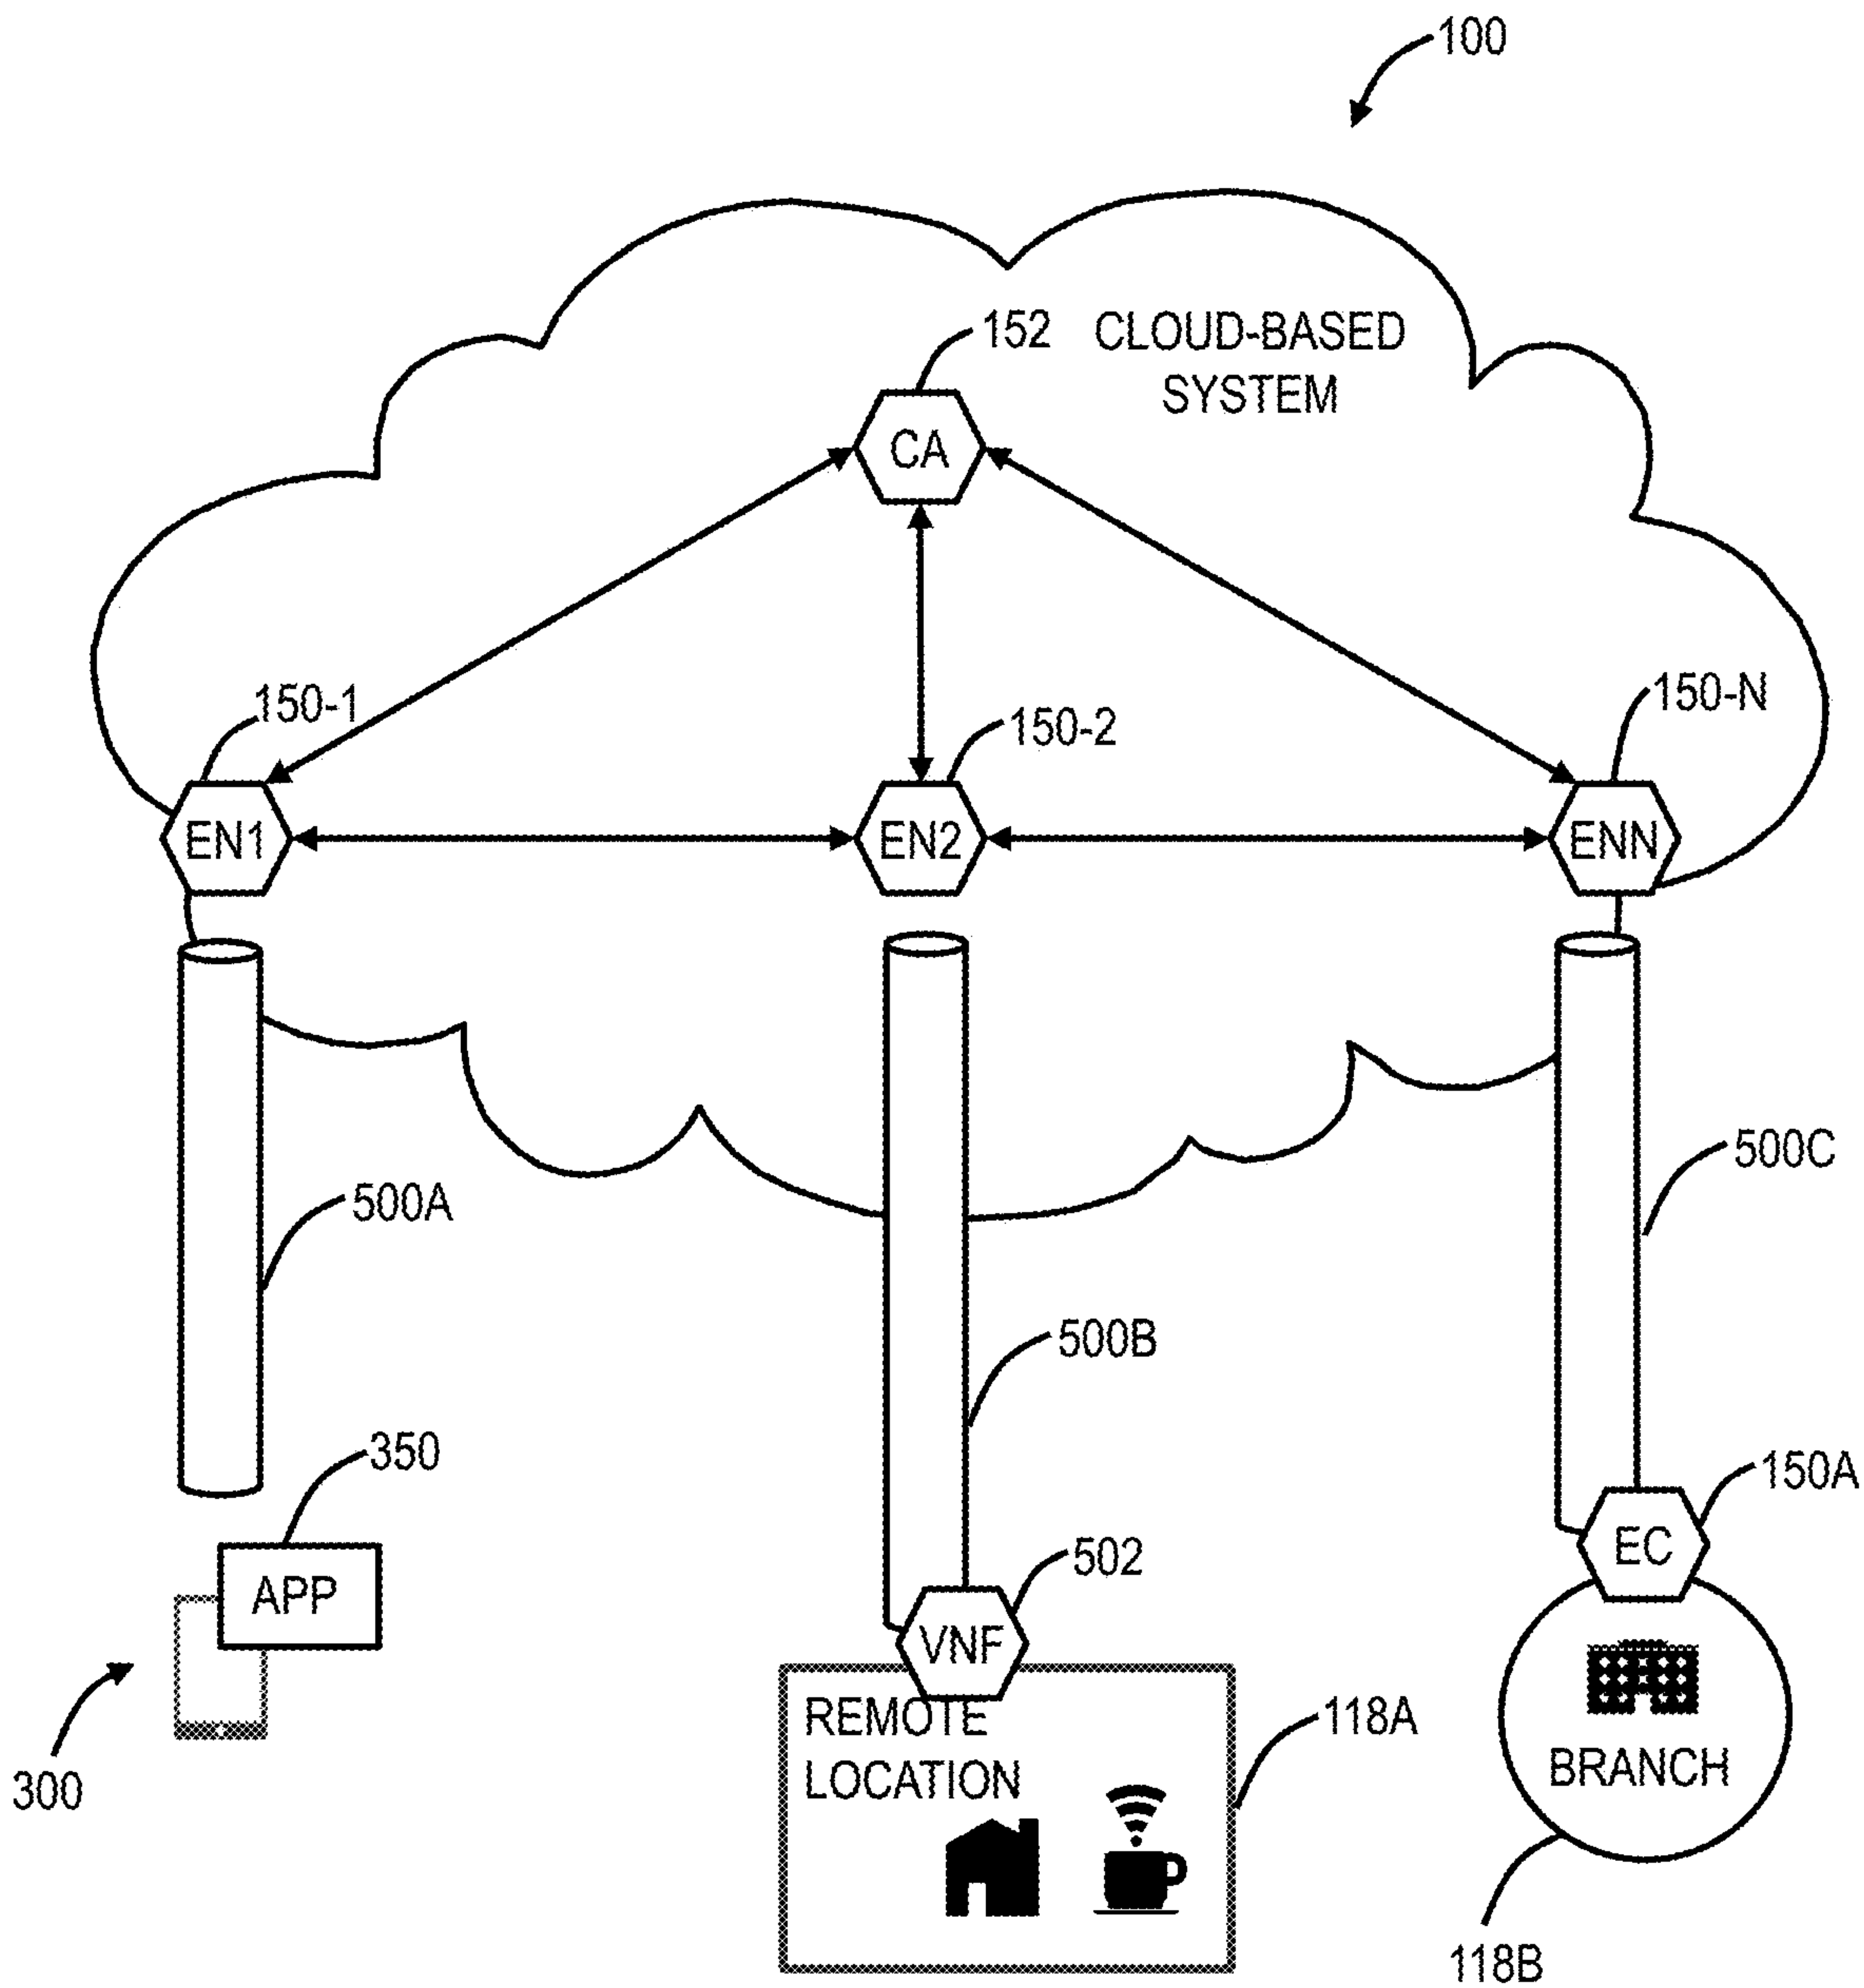 100
152 CLOUD-BASED
SYSTEM
CA
150-1
150-2
150-N
EN1
EN2
ENN
500A
500B
500C
350
APP
300
502
VNF
REMOTE
LOCATION
118A
150A
EC
BRANCH
118B